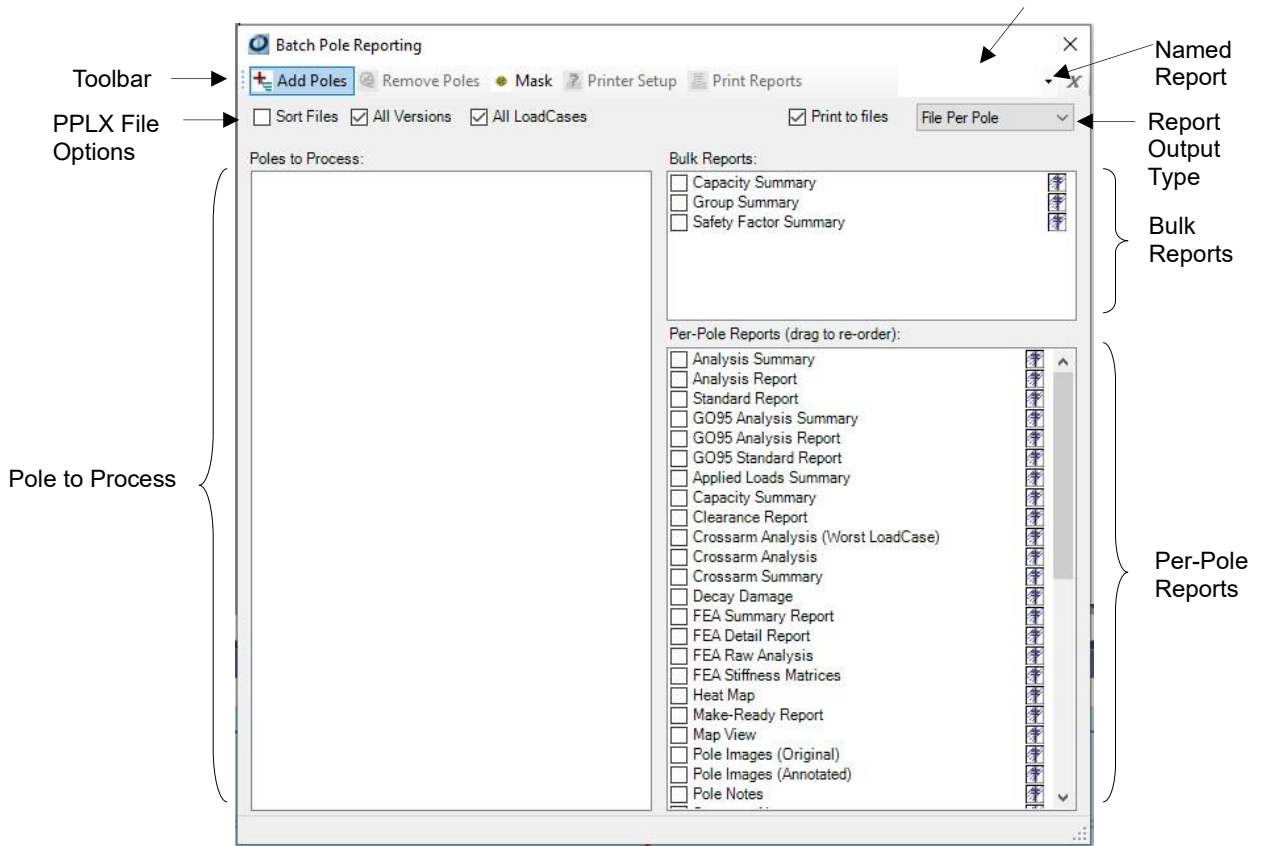 Batch Pole Reporting
Named
Report
Toolbar
Add Poles Remove Poles Mask Printer Setup Print Reports X
PPLX File
Options
Sort Files All Versions All LoadCases Print to files File Per Pole
Report
Output
Type
Poles to Process:
Bulk Reports:
Capacity Summary
Group Summary
Safety Factor Summary
Bulk
Reports
Per-Pole Reports (drag to re-order):
Analysis Summary
Analysis Report
Standard Report
GO95 Analysis Summary
GO95 Analysis Report
GO95 Standard Report
Applied Loads Summary
Capacity Summary
Clearance Report
Crossarm Analysis (Worst LoadCase)
Crossarm Analysis
Crossarm Summary
Decay Damage
FEA Summary Report
FEA Detail Report
FEA Raw Analysis
FEA Stiffness Matrices
Heat Map
Make-Ready Report
Map View
Pole Images (Original)
Pole Images (Annotated)
Pole Notes
Pole to Process
Per-Pole
Reports